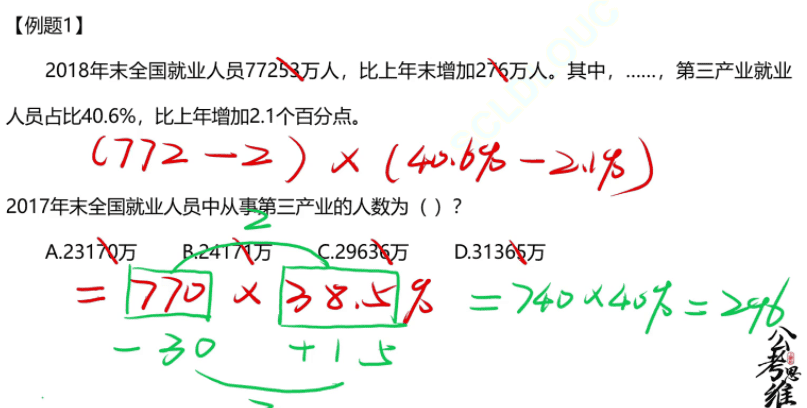 【例题1】
2018年末全国就业人员77253万人，比上年末增加276万人。其中，……，第三产业就业
人员占比40.6%，比上年增加2.1个百分点。
(772-2)×(40.6%-2.1%)
2017年末全国就业人员中从事第三产业的人数为（ ）？
2
A.23170万 B.24171万 C.29636万 D.31365万
=770×38.5% =740×40%=296
-30 +1.5
公考思维